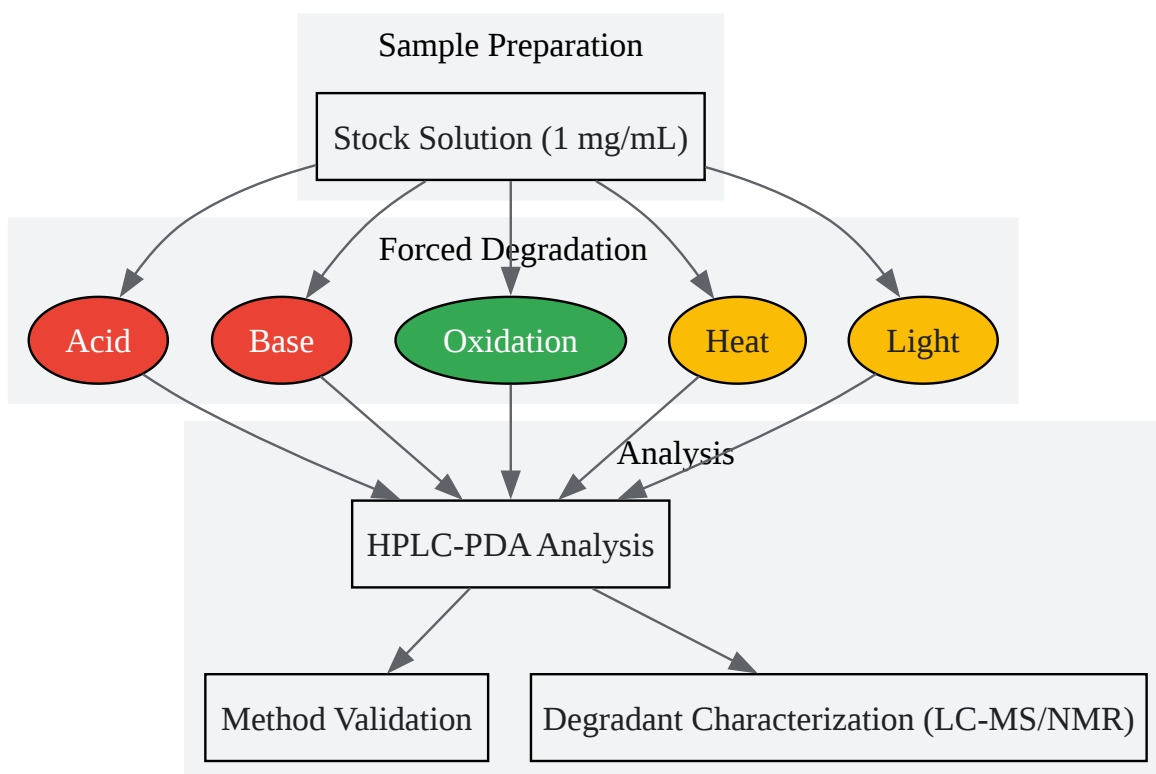 Sample Preparation
Stock Solution (1 mg/mL)
Forced Degradation
Acid
Base
Oxidation
Heat
Light
Analysis
HPLC-PDA Analysis
Method Validation
Degradant Characterization (LC-MS/NMR)